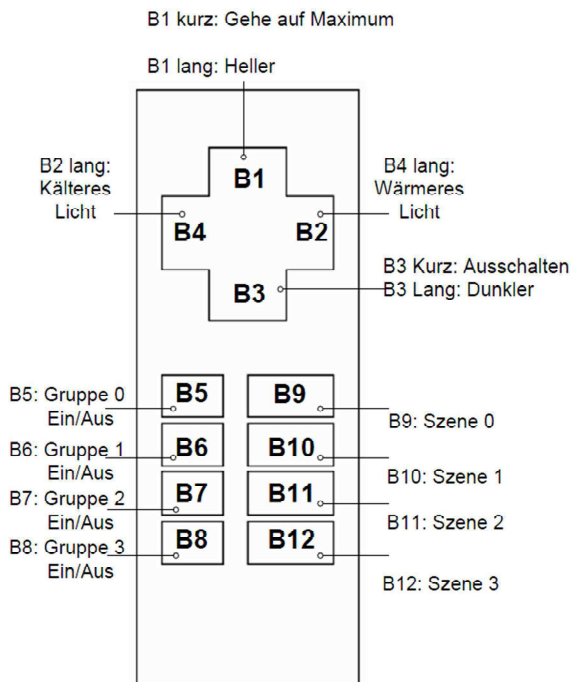 B1 kurz: Gehe auf Maximum
B1 lang: Heller
B2 lang:
Kälteres
Licht
B4 lang:
Wärmeres
Licht
B1
B4
B2
B3
B3 Kurz: Ausschalten
B3 Lang: Dunkler
B5: Gruppe 0
Ein/Aus
B5
B9
B9: Szene 0
B6: Gruppe 1
Ein/Aus
B6
B10
B10: Szene 1
B7: Gruppe 2
Ein/Aus
B7
B11
B11: Szene 2
B8: Gruppe 3
Ein/Aus
B8
B12
B12: Szene 3